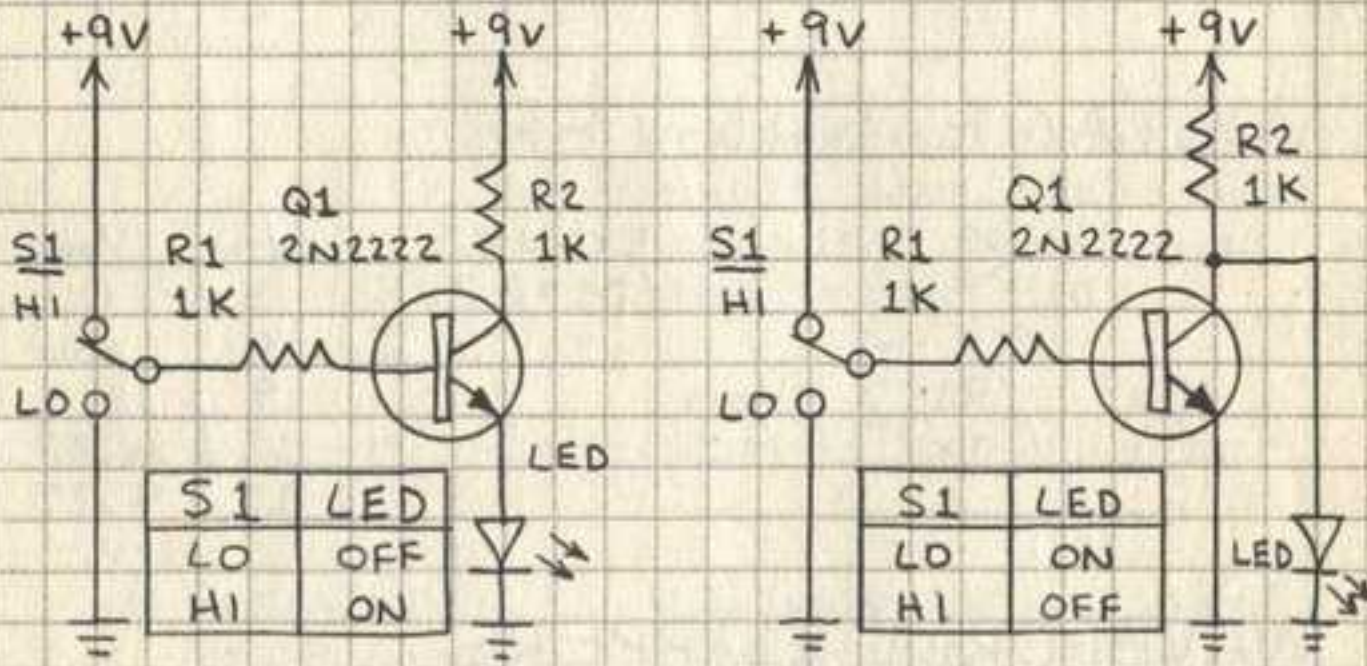 +9V
+9V
S1
HI
LO
R1
1K
Q1
2N2222
R2
1K
LED
S1 LED
LO OFF
HI ON
+9V
+9V
S1
HI
LO
R1
1K
Q1
2N2222
R2
1K
LED
S1 LED
LO ON
HI OFF